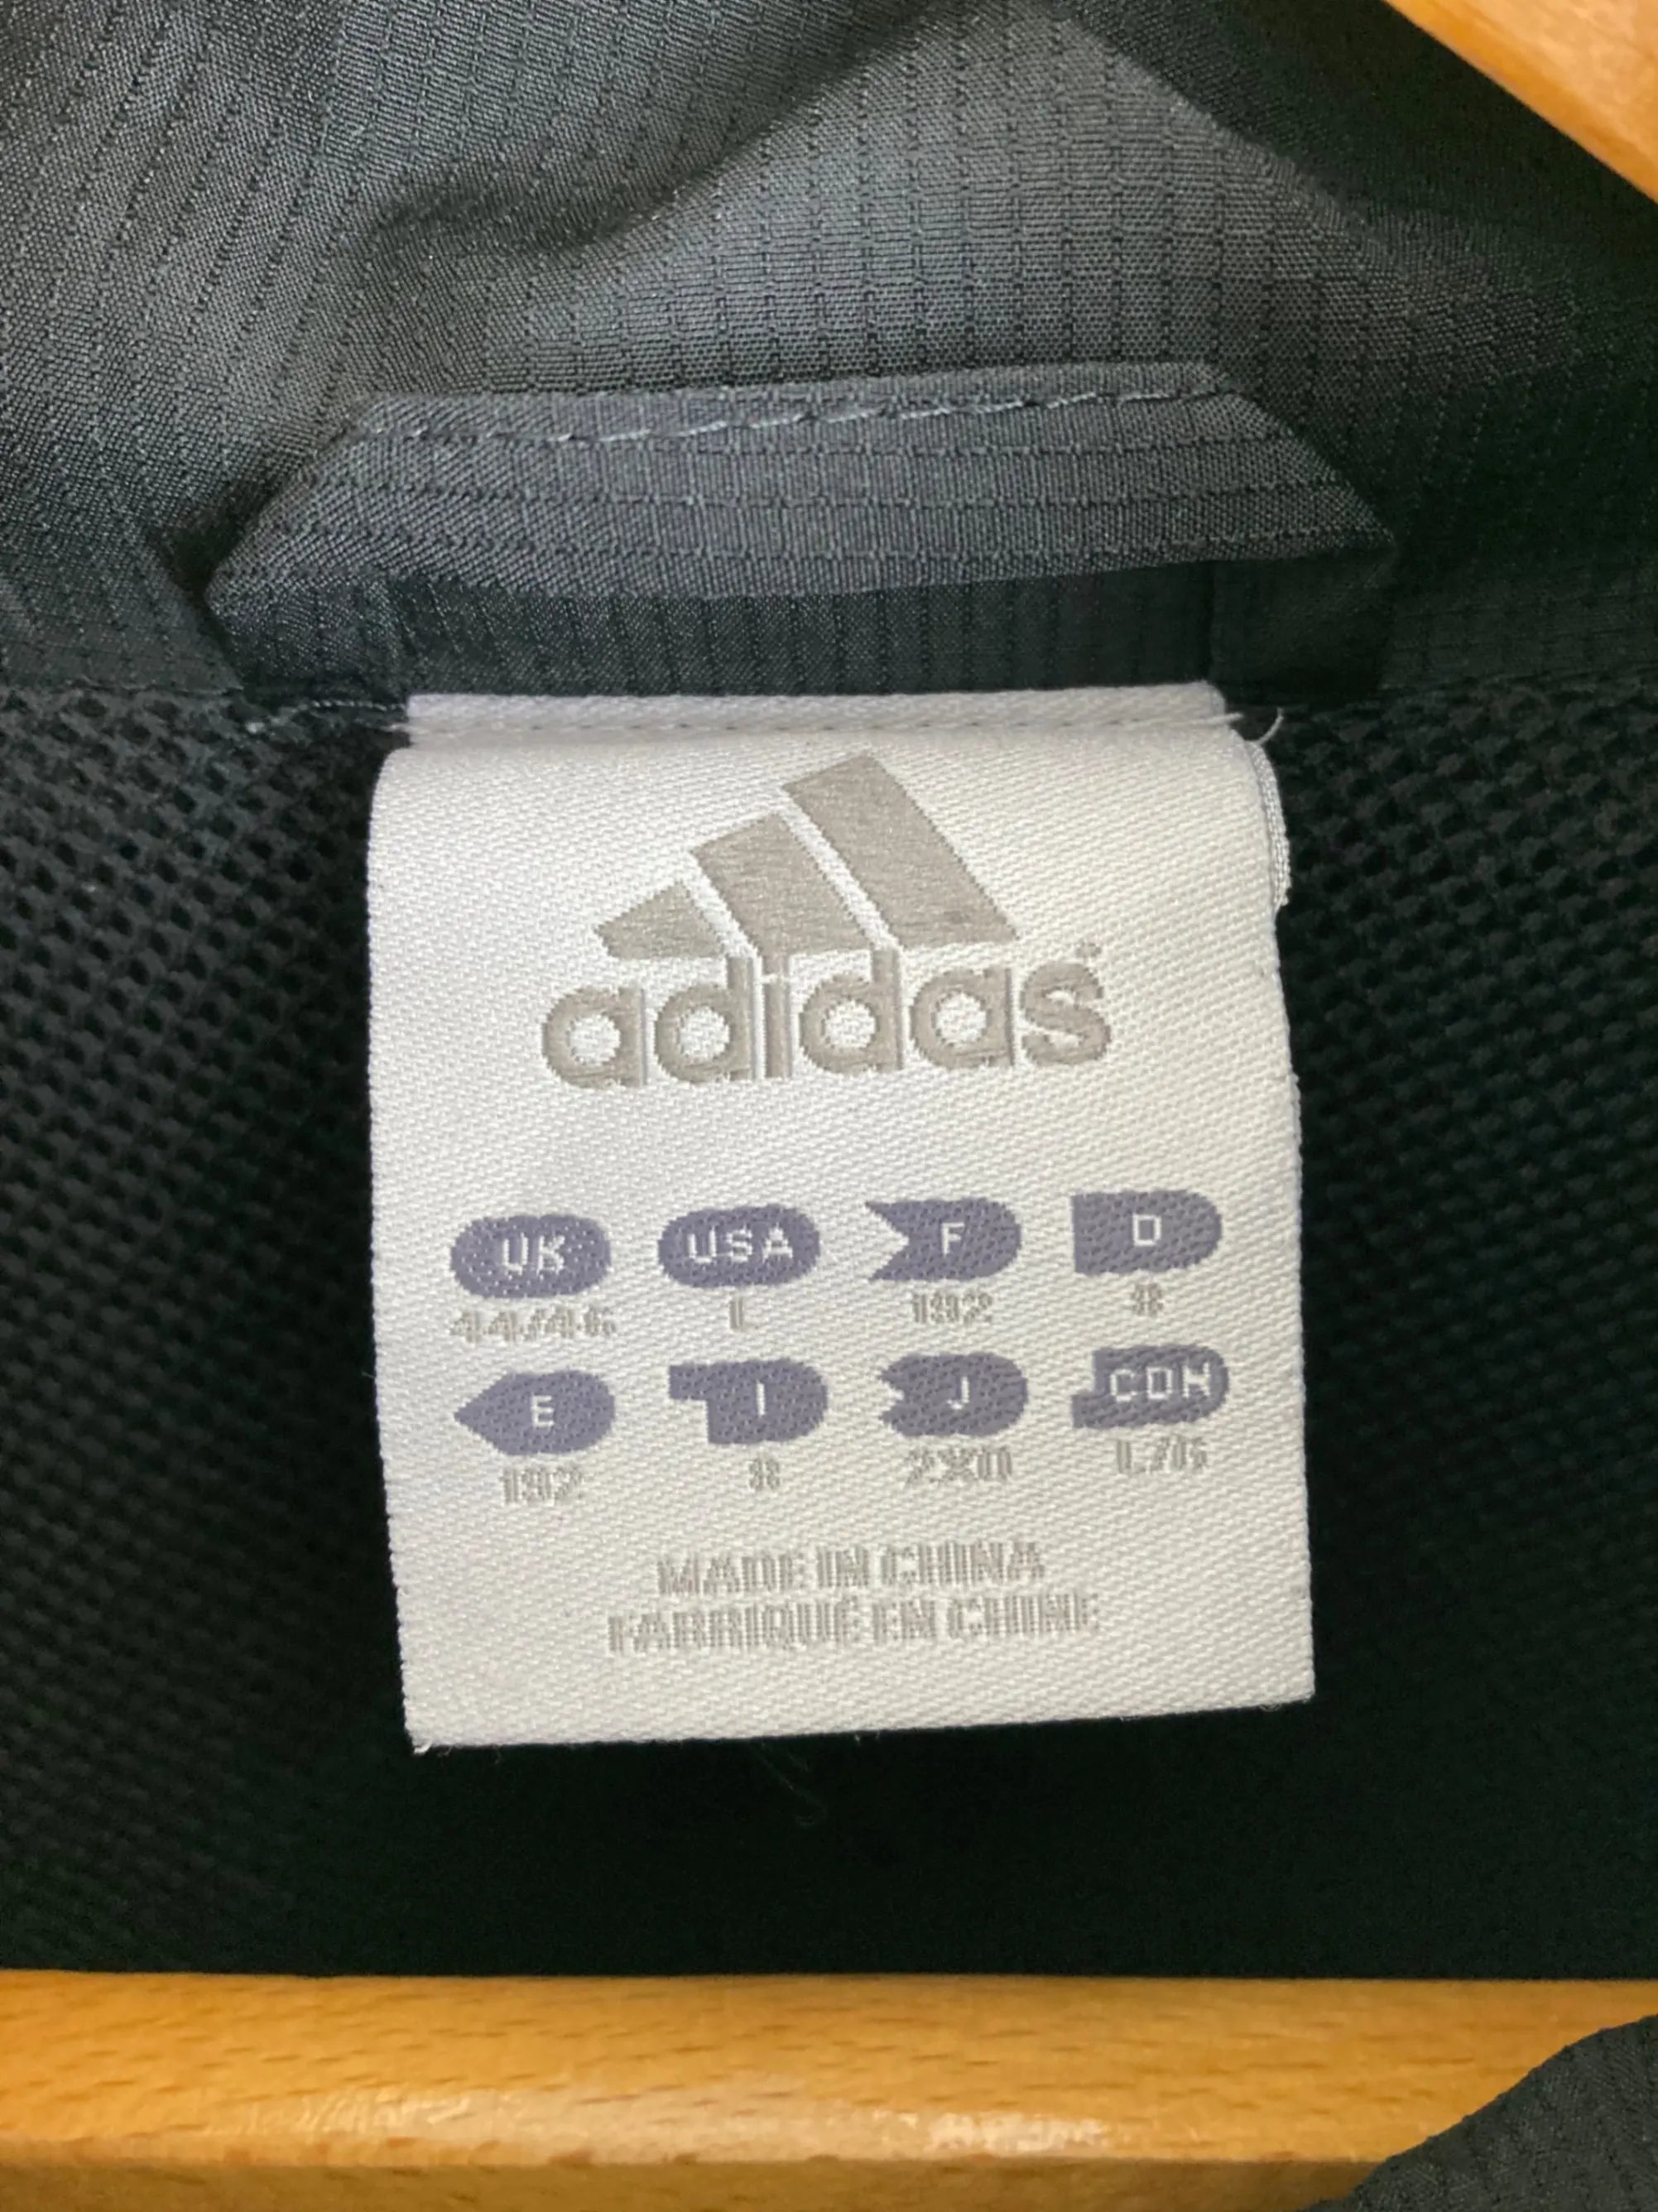 adidas
UK USA F D
44/46 L 192 8
E I J CDN
192 8 2XO L/G
MADE IN CHINA
FABRIQUÉ EN CHINE